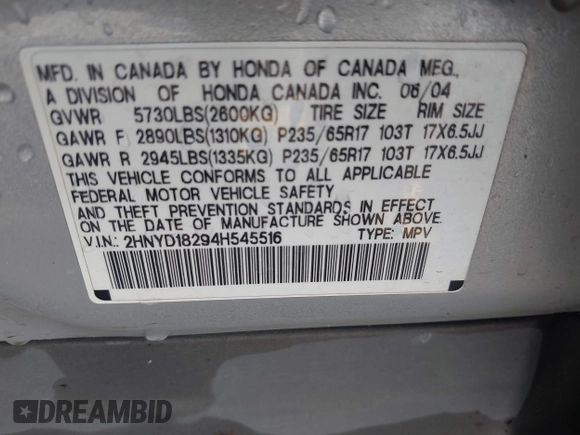 MFD. IN CANADA BY HONDA OF CANADA MFG.,
A DIVISION OF HONDA CANADA INC. 06/04
GVWR 5730LBS(2600KG) TIRE SIZE RIM SIZE
GAWR F 2890LBS(1310KG) P235/65R17 103T 17X6.5JJ
GAWR R 2945LBS(1335KG) P235/65R17 103T 17X6.5JJ
THIS VEHICLE CONFORMS TO ALL APPLICABLE
FEDERAL MOTOR VEHICLE SAFETY
AND THEFT PREVENTION STANDARDS IN EFFECT
ON THE DATE OF MANUFACTURE SHOWN ABOVE.
V.I.N.: 2HNYD18294H545516 TYPE: MPV
DREAMBID